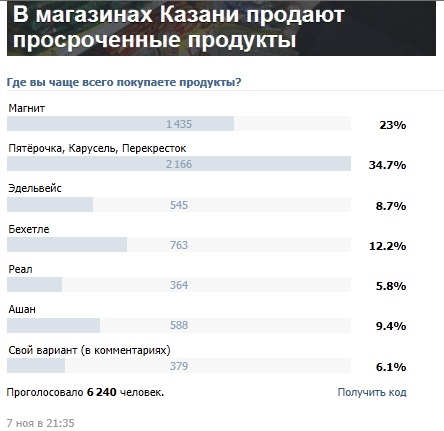 В магазинах Казани продают
просроченные продукты
Где вы чаще всего покупаете продукты?
Магнит
1 435 23%
Пятёрочка, Карусель, Перекресток
2 166 34.7%
Эдельвейс
545 8.7%
Бехетле
763 12.2%
Реал
364 5.8%
Ашан
588 9.4%
Свой вариант (в комментариях)
379 6.1%
Проголосовало 6 240 человек. Получить код
7 ноя в 21:35